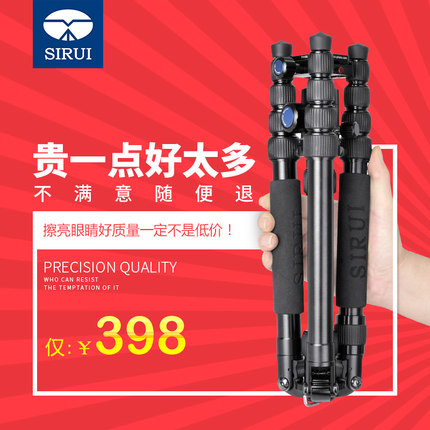 SIRUI
贵一点好太多
不满意随便退
擦亮眼睛好质量一定不是低价！
PRECISION QUALITY
WHO CAN RESIST
THE TEMPTATION OF IT
仅:¥398
SIRUI
SIRUI